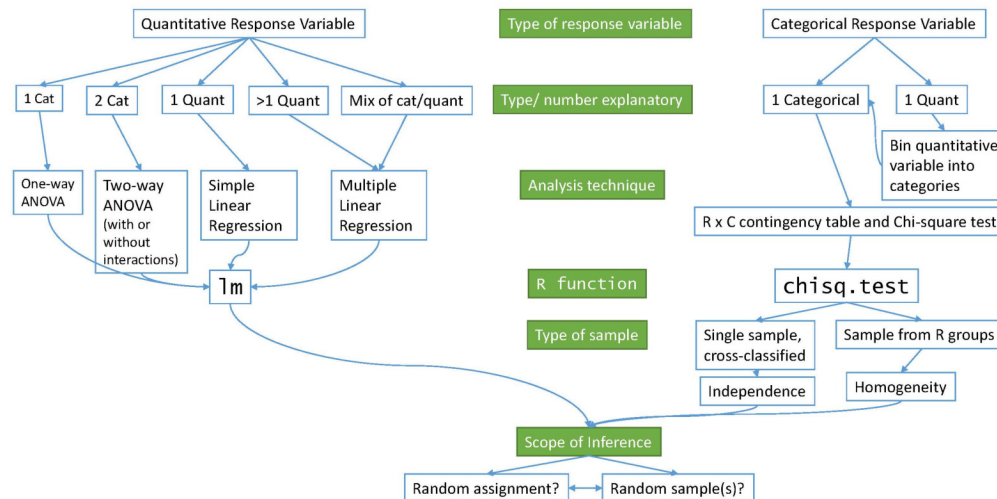 Quantitative Response Variable
Type of response variable
Categorical Response Variable
1 Cat
2 Cat
1 Quant
>1 Quant
Mix of cat/quant
Type/ number explanatory
1 Categorical
1 Quant
Bin quantitative
variable into
categories
One-way
ANOVA
Two-way
ANOVA
(with or
without
interactions)
Simple
Linear
Regression
Multiple
Linear
Regression
Analysis technique
R x C contingency table and Chi-square test
lm
R function
chisq.test
Type of sample
Single sample,
cross-classified
Sample from R groups
Independence
Homogeneity
Scope of Inference
Random assignment?
Random sample(s)?